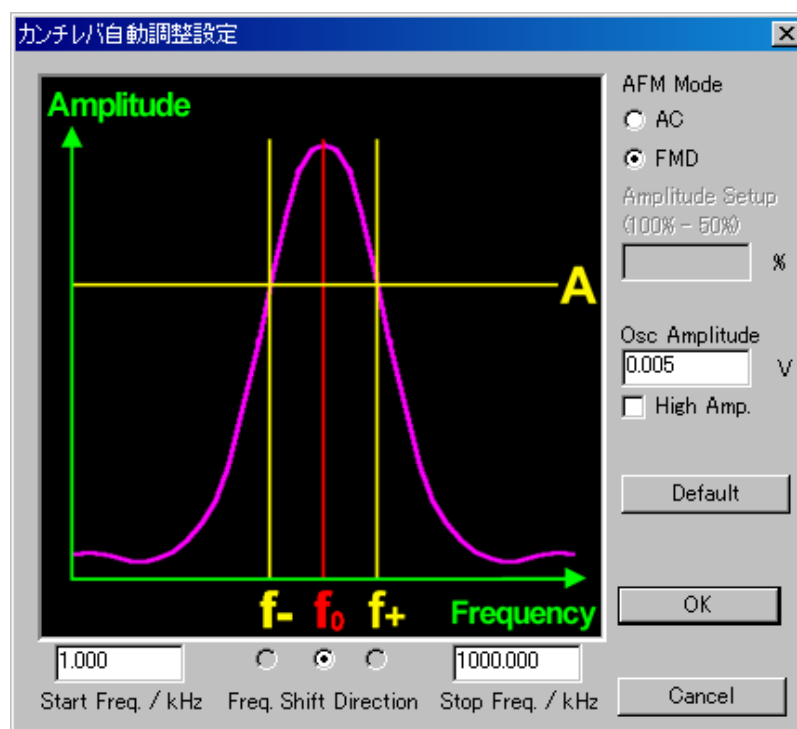 カンチレバ自動調整設定
Amplitude
A
f-
f0
f+
Frequency
1.000
1000.000
Start Freq. / kHz
Freq. Shift Direction
Stop Freq. / kHz
AFM Mode
AC
FMD
Amplitude Setup
(100% - 50%)
%
Osc Amplitude
0.005
V
High Amp.
Default
OK
Cancel